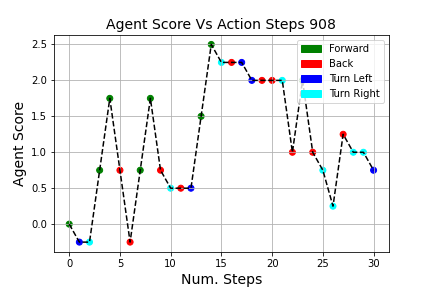 Agent Score Vs Action Steps 908
2.5
2.0
1.5
1.0
0.5
0.0
Agent Score
Forward
Back
Turn Left
Turn Right
0 5 10 15 20 25 30
Num. Steps